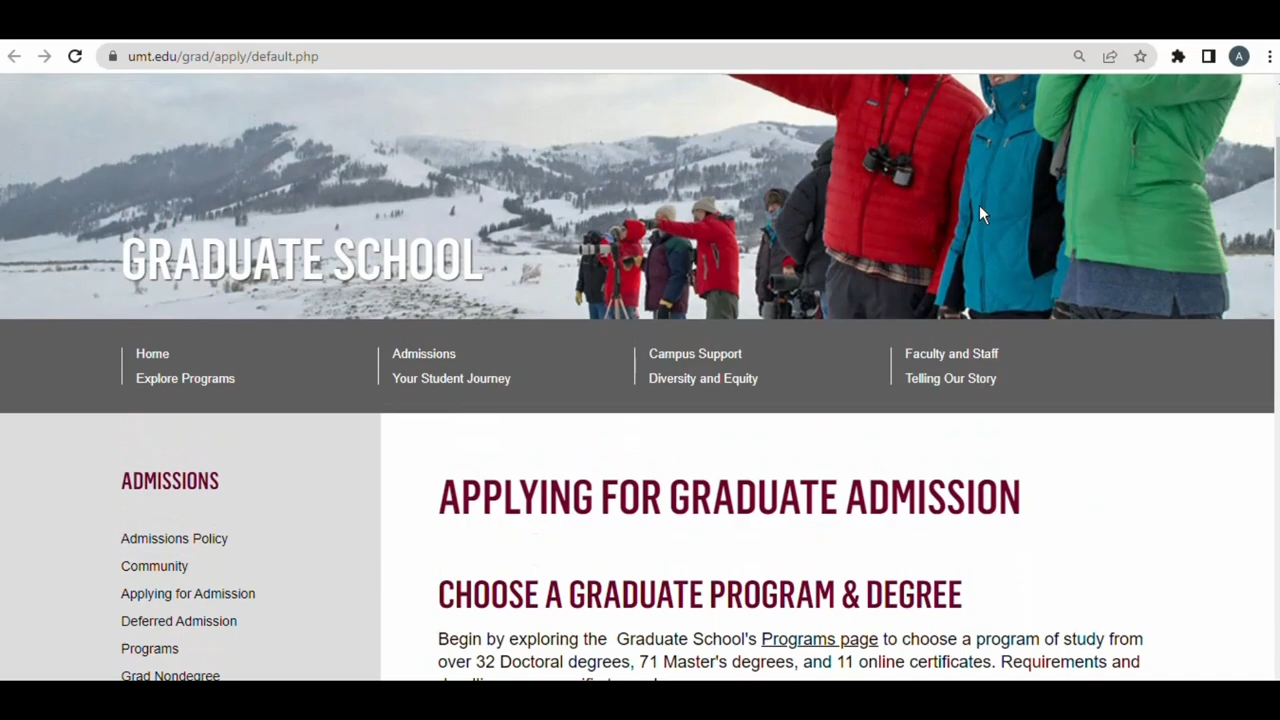 umt.edu/grad/apply/default.php
A
GRADUATE SCHOOL
Home
Explore Programs
Admissions
Your Student Journey
Campus Support
Diversity and Equity
Faculty and Staff
Telling Our Story
ADMISSIONS
Admissions Policy
Community
Applying for Admission
Deferred Admission
Programs
Grad Nondegree
APPLYING FOR GRADUATE ADMISSION
CHOOSE A GRADUATE PROGRAM & DEGREE
Begin by exploring the Graduate School's Programs page to choose a program of study from
over 32 Doctoral degrees, 71 Master's degrees, and 11 online certificates. Requirements and